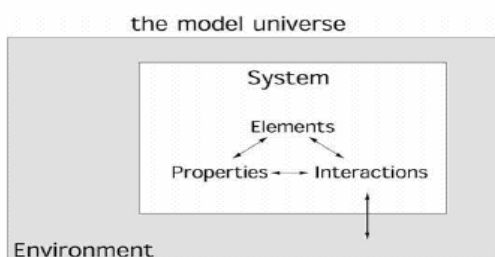 the model universe
System
Elements
Properties Interactions
Environment